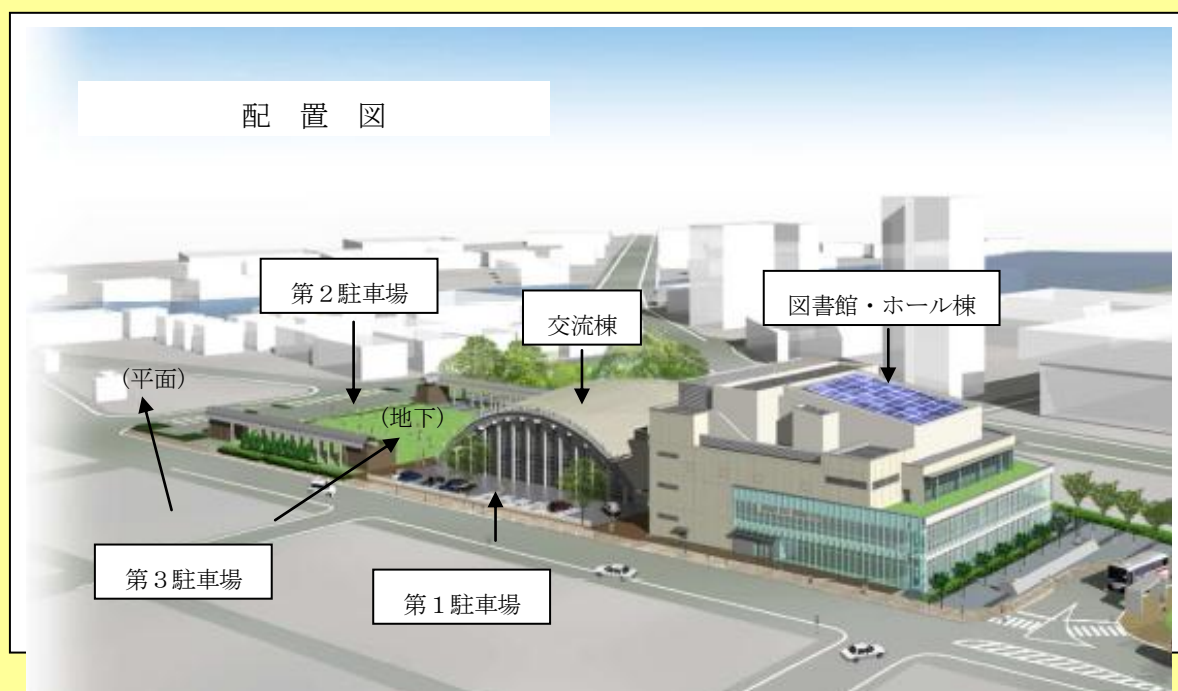 配 置 図
第２駐車場
交流棟
図書館・ホール棟
(平面)
(地下)
第３駐車場
第１駐車場